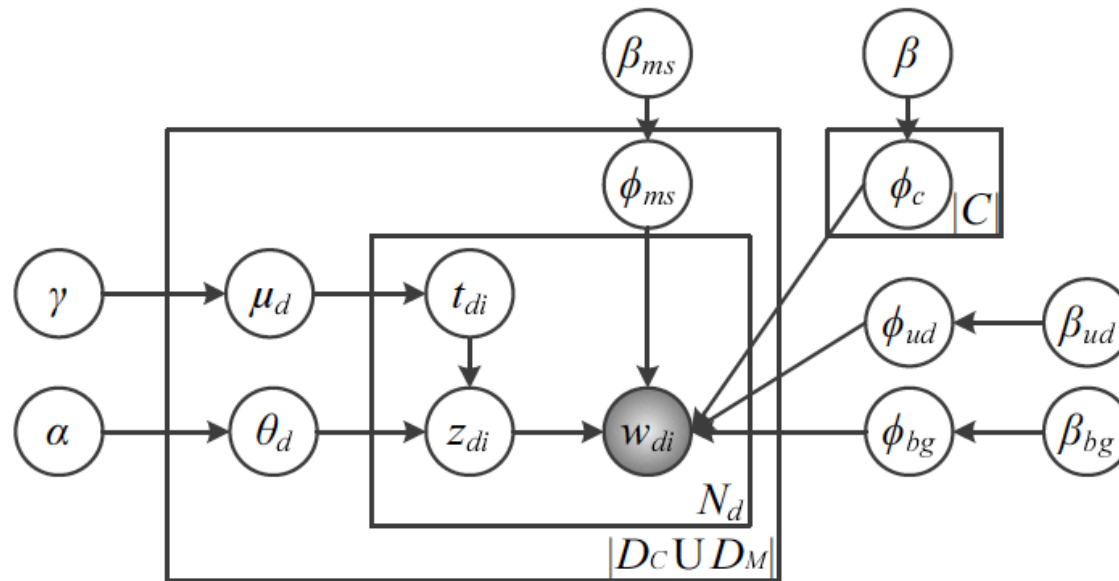 β_ms β
ϕ_ms ϕ_c
|C|
γ μ_d t_di ϕ_ud β_ud
α θ_d z_di w_di ϕ_bg β_bg
N_d
|D_C U D_M|